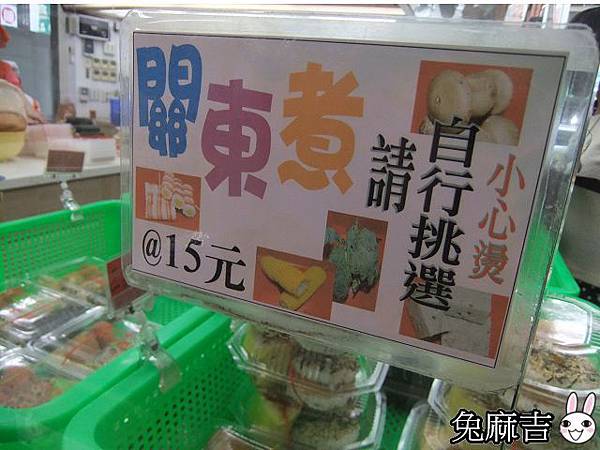 關東煮
@15元
請
自行挑選
小心燙
兔麻吉